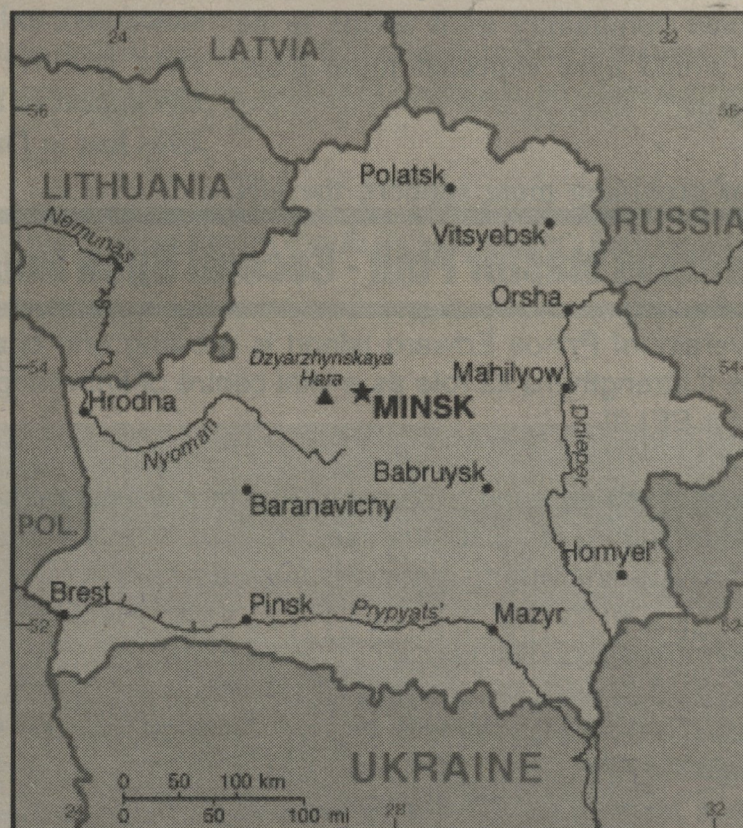 24
32
LATVIA
56
56
Polatsk
LITHUANIA
Nemunas
RUSSIA
Vitsyebsk
Orsha
Dzyarzhynskaya
Hara
54
Mahilyow
54
Hrodna
MINSK
Dnieper
Nyoman
Babruysk
Baranavichy
POL.
Homyel'
Brest
Pinsk
Prypyats'
Mazyr
52
52
UKRAINE
0 50 100 km
0 50 100 mi
28
32